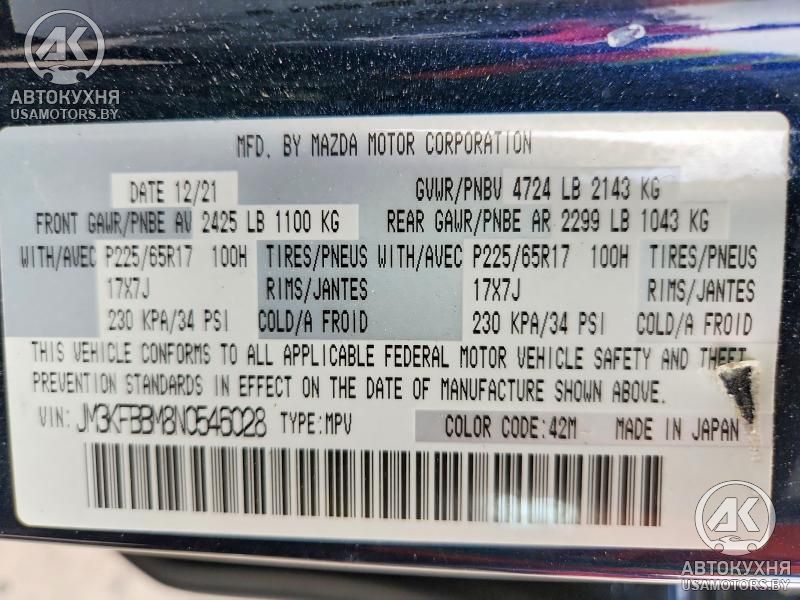 АК
АВТОКУХНЯ
USAMOTORS.BY
MFD. BY MAZDA MOTOR CORPORATION
DATE 12/21 GVWR/PNBV 4724 LB 2143 KG
FRONT GAWR/PNBE AV 2425 LB 1100 KG REAR GAWR/PNBE AR 2299 LB 1043 KG
WITH/AVEC P225/65R17 100H TIRES/PNEUS WITH/AVEC P225/65R17 100H TIRES/PNEUS
17X7J RIMS/JANTES 17X7J RIMS/JANTES
230 KPA/34 PSI COLD/A FROID 230 KPA/34 PSI COLD/A FROID
THIS VEHICLE CONFORMS TO ALL APPLICABLE FEDERAL MOTOR VEHICLE SAFETY AND THEFT
PREVENTION STANDARDS IN EFFECT ON THE DATE OF MANUFACTURE SHOWN ABOVE.
VIN: JM3KFBBM8N0546028 TYPE:MPV COLOR CODE:42M MADE IN JAPAN
АК
АВТОКУХНЯ
USAMOTORS.BY